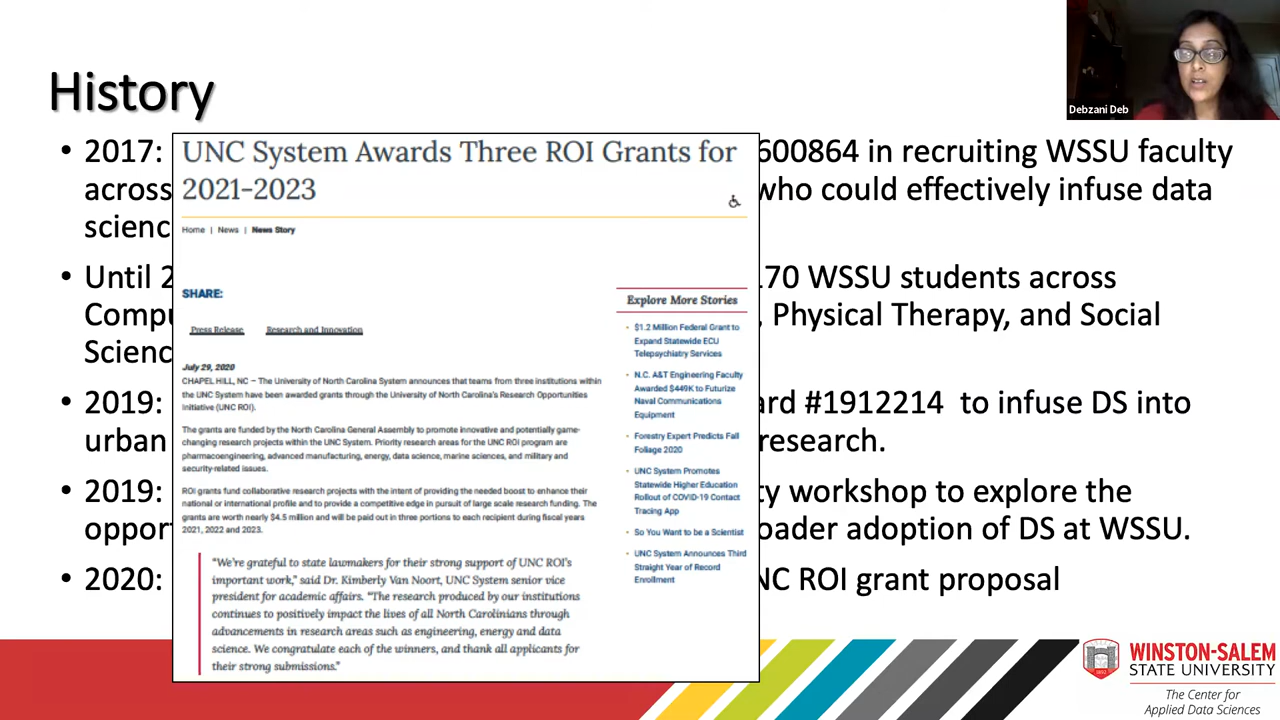 History
Debzani Deb
• 2017:
600864 in recruiting WSSU faculty
across
who could effectively infuse data
scienc
• Until 2
170 WSSU students across
Compu
, Physical Therapy, and Social
Scienc
• 2019:
ard #1912214 to infuse DS into
urban
research.
• 2019:
ty workshop to explore the
opport
oader adoption of DS at WSSU.
• 2020:
NC ROI grant proposal
UNC System Awards Three ROI Grants for
2021-2023
Home | News | News Story
SHARE:
Press Release Research and Innovation
July 29, 2020
CHAPEL HILL, NC – The University of North Carolina System announces that teams from three institutions within
the UNC System have been awarded grants through the University of North Carolina's Research Opportunities
Initiative (UNC ROI).
The grants are funded by the North Carolina General Assembly to promote innovative and potentially game-
changing research projects within the UNC System. Priority research areas for the UNC ROI program are
pharmacoengineering, advanced manufacturing, energy, data science, marine sciences, and military and
security-related issues.
ROI grants fund collaborative research projects with the intent of providing the needed boost to enhance their
national or international profile and to provide a competitive edge in pursuit of large scale research funding. The
grants are worth nearly $4.5 million and will be paid out in three portions to each recipient during fiscal years
2021, 2022 and 2023.
"We're grateful to state lawmakers for their strong support of UNC ROI's
important work," said Dr. Kimberly Van Noort, UNC System senior vice
president for academic affairs. "The research produced by our institutions
continues to positively impact the lives of all North Carolinians through
advancements in research areas such as engineering, energy and data
science. We congratulate each of the winners, and thank all applicants for
their strong submissions."
Explore More Stories
• $1.2 Million Federal Grant to
Expand Statewide ECU
Telepsychiatry Services
• N.C. A&T Engineering Faculty
Awarded $449K to Futurize
Naval Communications
Equipment
• Forestry Expert Predicts Fall
Foliage 2020
• UNC System Promotes
Statewide Higher Education
Rollout of COVID-19 Contact
Tracing App
• So You Want to be a Scientist
• UNC System Announces Third
Straight Year of Record
Enrollment
WINSTON-SALEM
STATE UNIVERSITY
The Center for
Applied Data Sciences